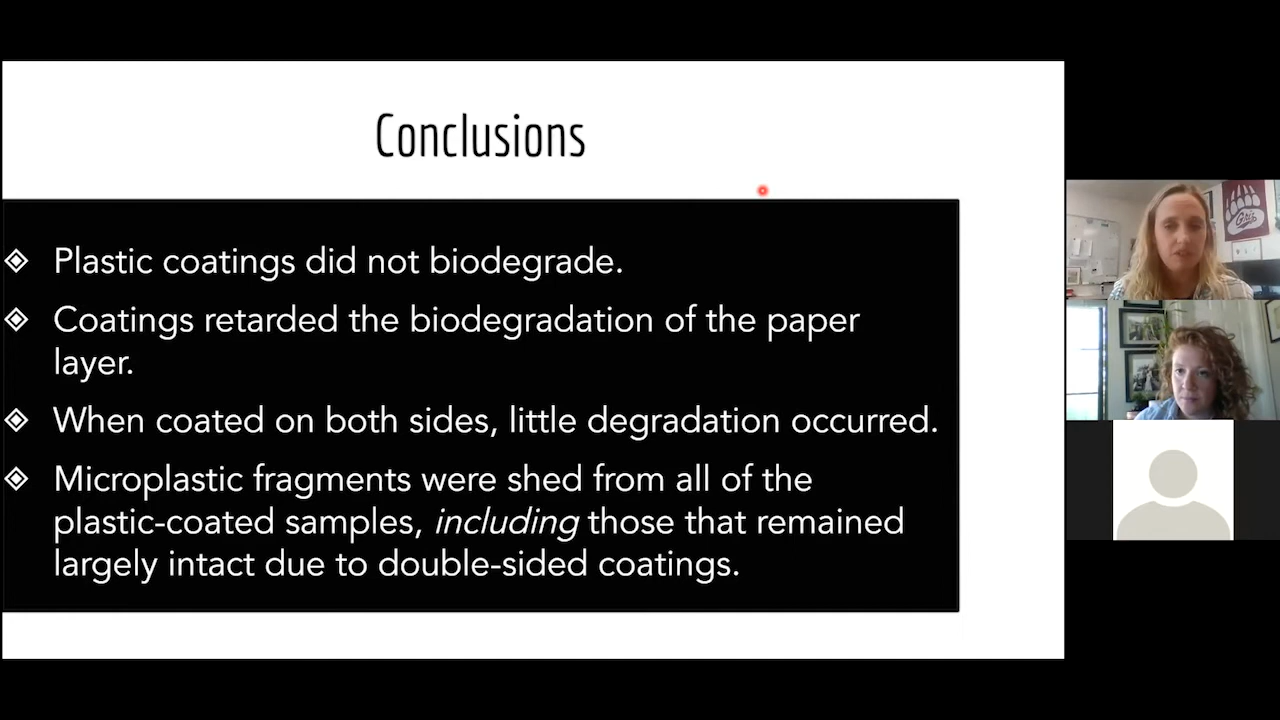 Conclusions
Plastic coatings did not biodegrade.
Coatings retarded the biodegradation of the paper
layer.
When coated on both sides, little degradation occurred.
Microplastic fragments were shed from all of the
plastic-coated samples, including those that remained
largely intact due to double-sided coatings.
Griz